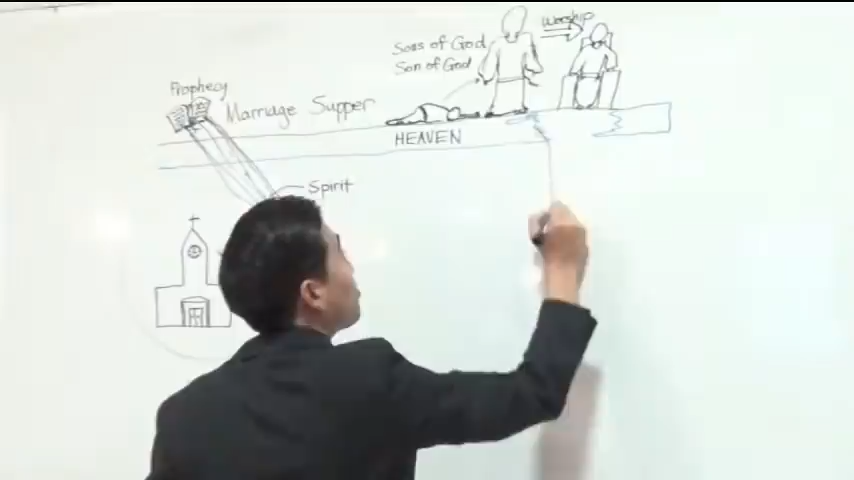 Worship
Sons of God
Son of God
Prophecy
Marriage Supper
HEAVEN
Spirit